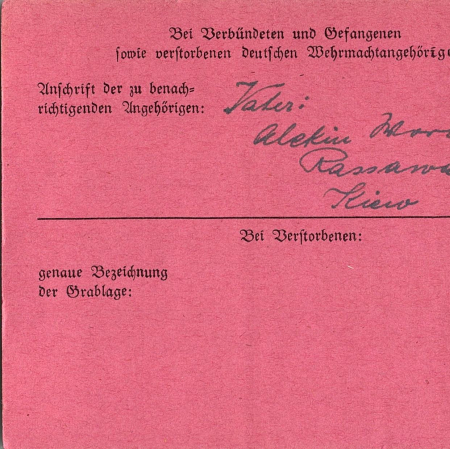 Bei Verbündeten und Gefangenen
sowie verstorbenen deutschen Wehrmachtangehörig
Anschrift der zu benach-
richtigenden Angehörigen:
Vater:
Alekin
Rassawa
Kiew
Bei Verstorbenen:
genaue Bezeichnung
der Grablage: